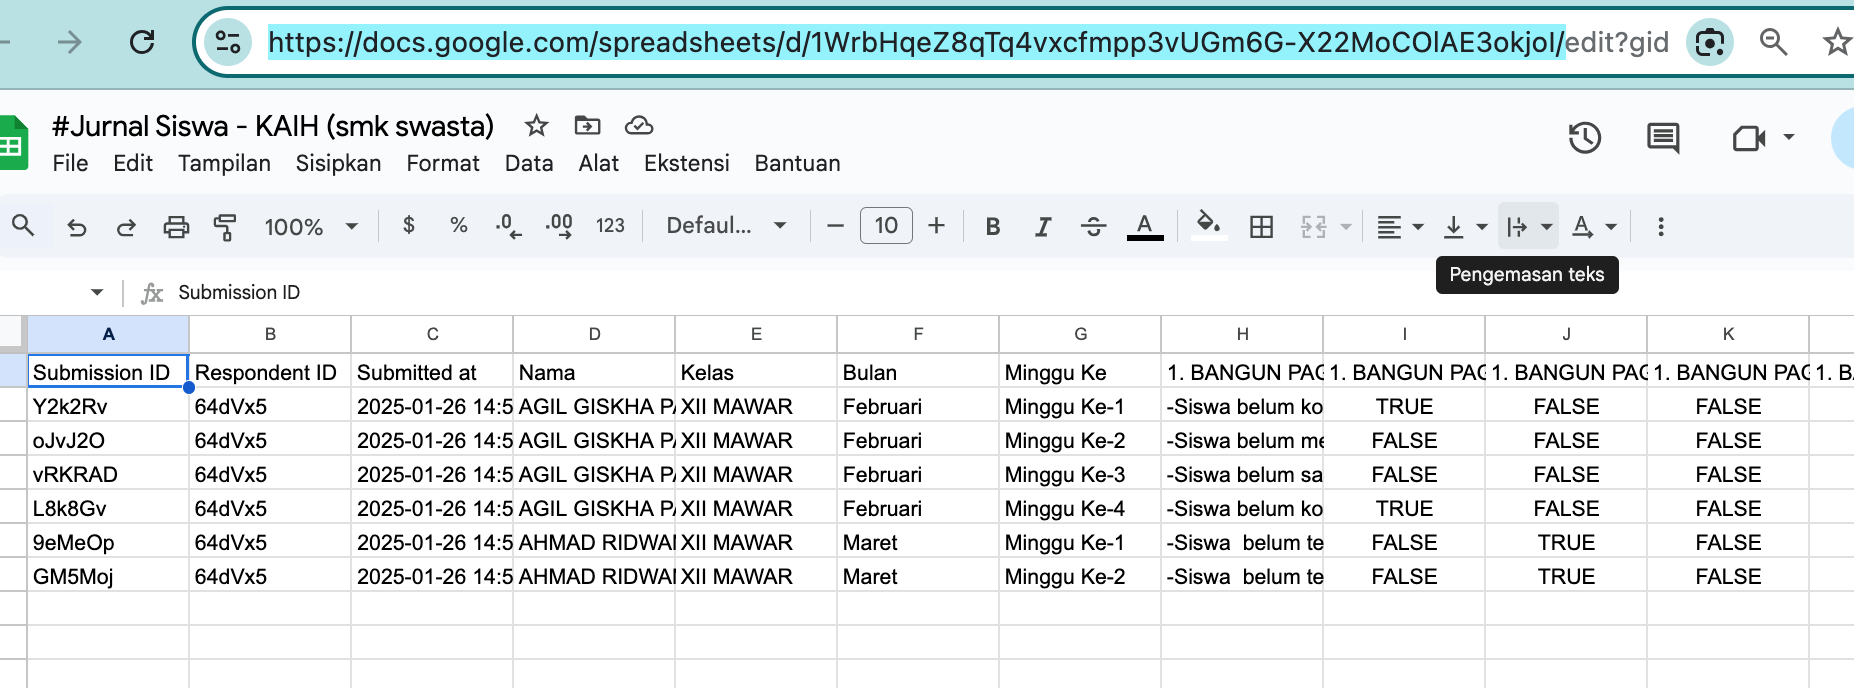 https://docs.google.com/spreadsheets/d/1WrbHqeZ8qTq4vxcfmpp3vUGm6G-X22MoCOlAE3okjoI/edit?gid
#Jurnal Siswa - KAIH (smk swasta)
File Edit Tampilan Sisipkan Format Data Alat Ekstensi Bantuan
100% $ % .0 .00 123 Defaul... 10 B I S A A
Pengemasan teks
fx Submission ID
A B C D E F G H I J K
Submission ID Respondent ID Submitted at Nama Kelas Bulan Minggu Ke 1. BANGUN PAG 1. BANGUN PAG 1. BANGUN PAG 1. BANGUN PAG 1. B
Y2k2Rv 64dVx5 2025-01-26 14:5 AGIL GISKHA PA XII MAWAR Februari Minggu Ke-1 -Siswa belum ko TRUE FALSE FALSE
oJvJ2O 64dVx5 2025-01-26 14:5 AGIL GISKHA PA XII MAWAR Februari Minggu Ke-2 -Siswa belum me FALSE FALSE FALSE
vRKRAD 64dVx5 2025-01-26 14:5 AGIL GISKHA PA XII MAWAR Februari Minggu Ke-3 -Siswa belum sa FALSE FALSE FALSE
L8k8Gv 64dVx5 2025-01-26 14:5 AGIL GISKHA PA XII MAWAR Februari Minggu Ke-4 -Siswa belum ko TRUE FALSE FALSE
9eMeOp 64dVx5 2025-01-26 14:5 AHMAD RIDWAN XII MAWAR Maret Minggu Ke-1 -Siswa belum te FALSE TRUE FALSE
GM5Moj 64dVx5 2025-01-26 14:5 AHMAD RIDWAN XII MAWAR Maret Minggu Ke-2 -Siswa belum te FALSE TRUE FALSE